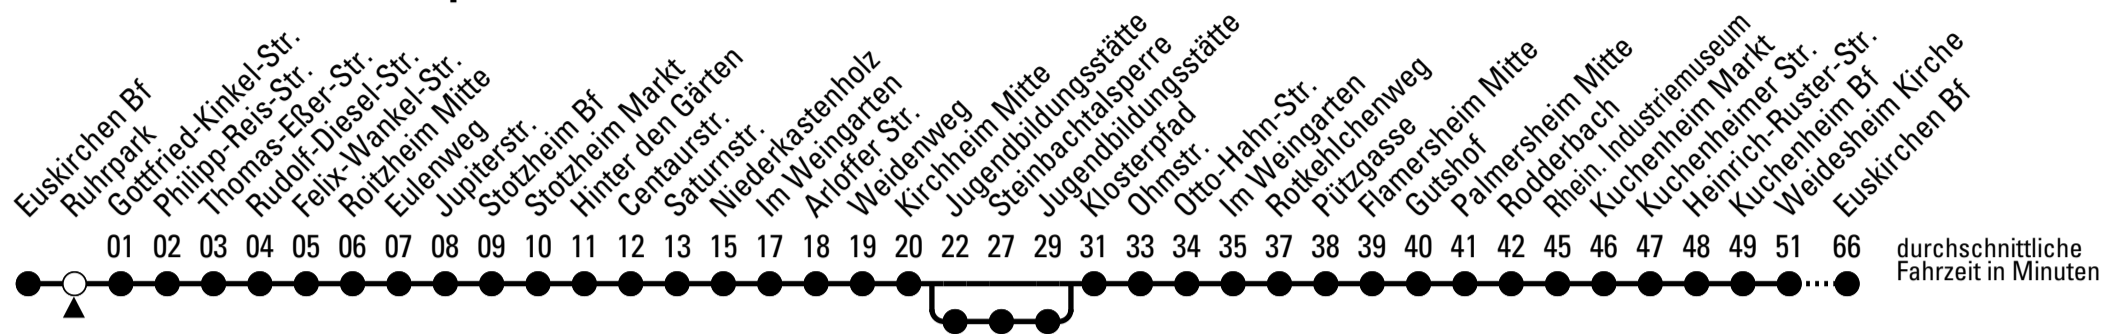 Euskirchen Bf
Ruhrpark
Gottfried-Kinkel-Str.
Philipp-Reis-Str.
Thomas-Eßer-Str.
Rudolf-Diesel-Str.
Felix-Wankel-Str.
Roitzheim Mitte
Eulenweg
Jupiterstr.
Stotzheim Bf
Stotzheim Markt
Hinter den Gärten
Centaurstr.
Saturnstr.
Niederkastenholz
Im Weingarten
Arloffer Str.
Weidenweg
Kirchheim Mitte
Jugendbildungsstätte
Steinbachtalsperre
Jugendbildungsstätte
Klosterpfad
Ohmstr.
Otto-Hahn-Str.
Im Weingarten
Rotkehlchenweg
Pützgasse
Flamersheim Mitte
Gutshof
Palmersheim Mitte
Rodderbach
Rhein. Industriemuseum
Kuchenheim Markt
Kuchenheimer Str.
Heinrich-Ruster-Str.
Kuchenheim Bf
Weidesheim Kirche
Euskirchen Bf
01 02 03 04 05 06 07 08 09 10 11 12 13 15 17 18 19 20 22 27 29 31 33 34 35 37 38 39 40 41 42 45 46 47 48 49 51 66
durchschnittliche
Fahrzeit in Minuten